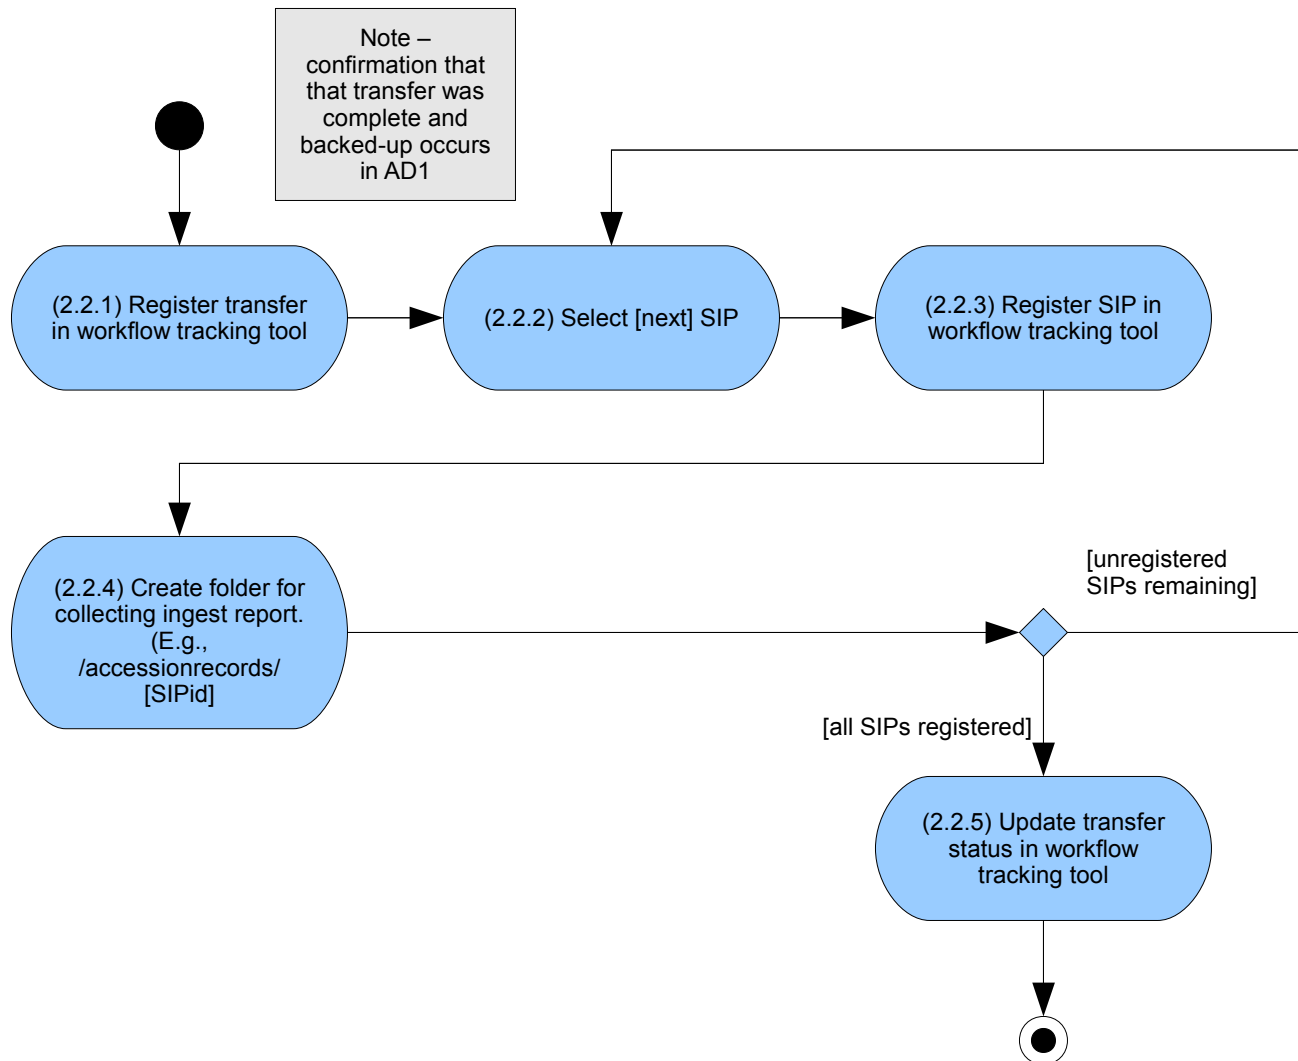 Note –
confirmation that
that transfer was
complete and
backed-up occurs
in AD1
(2.2.1) Register transfer
in workflow tracking tool
(2.2.2) Select [next] SIP
(2.2.3) Register SIP in
workflow tracking tool
(2.2.4) Create folder for
collecting ingest report.
(E.g.,
/accessionrecords/
[SIPid]
[unregistered
SIPs remaining]
[all SIPs registered]
(2.2.5) Update transfer
status in workflow
tracking tool